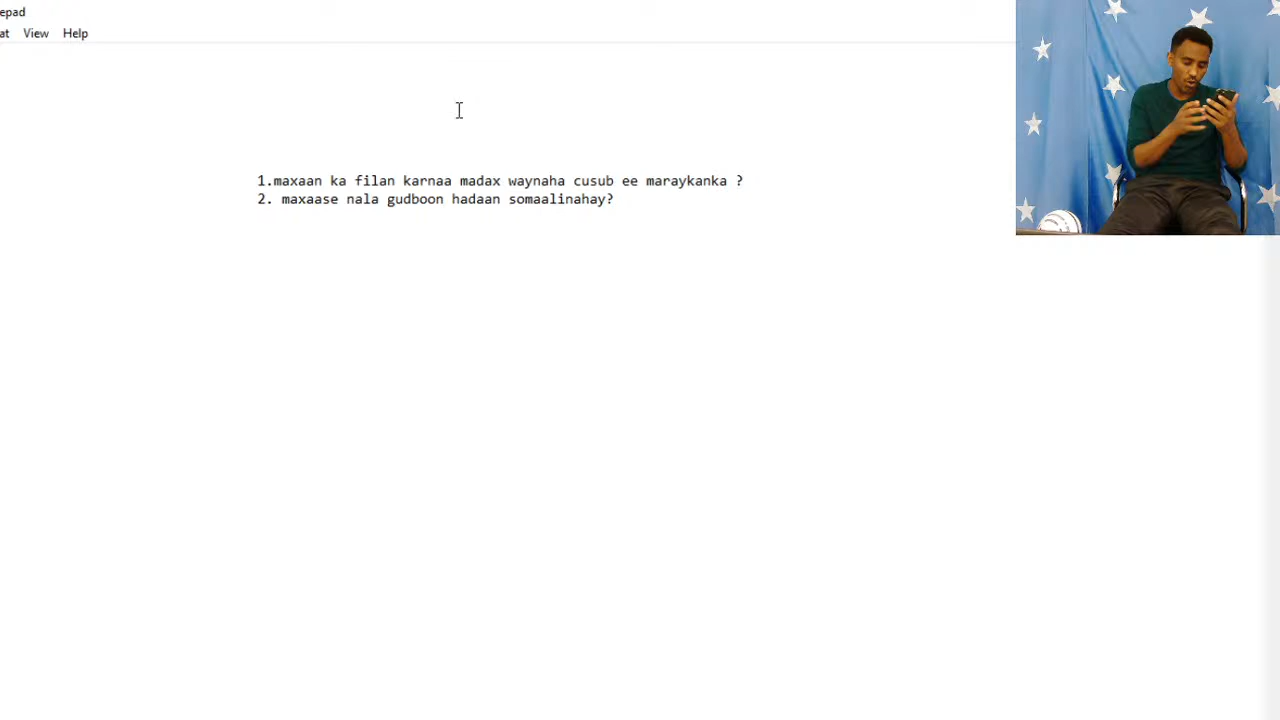 epad
at View Help
1.maxaan ka filan karnaa madax waynaha cusub ee maraykanka ?
2. maxaase nala gudboon hadaan somaalinahay?